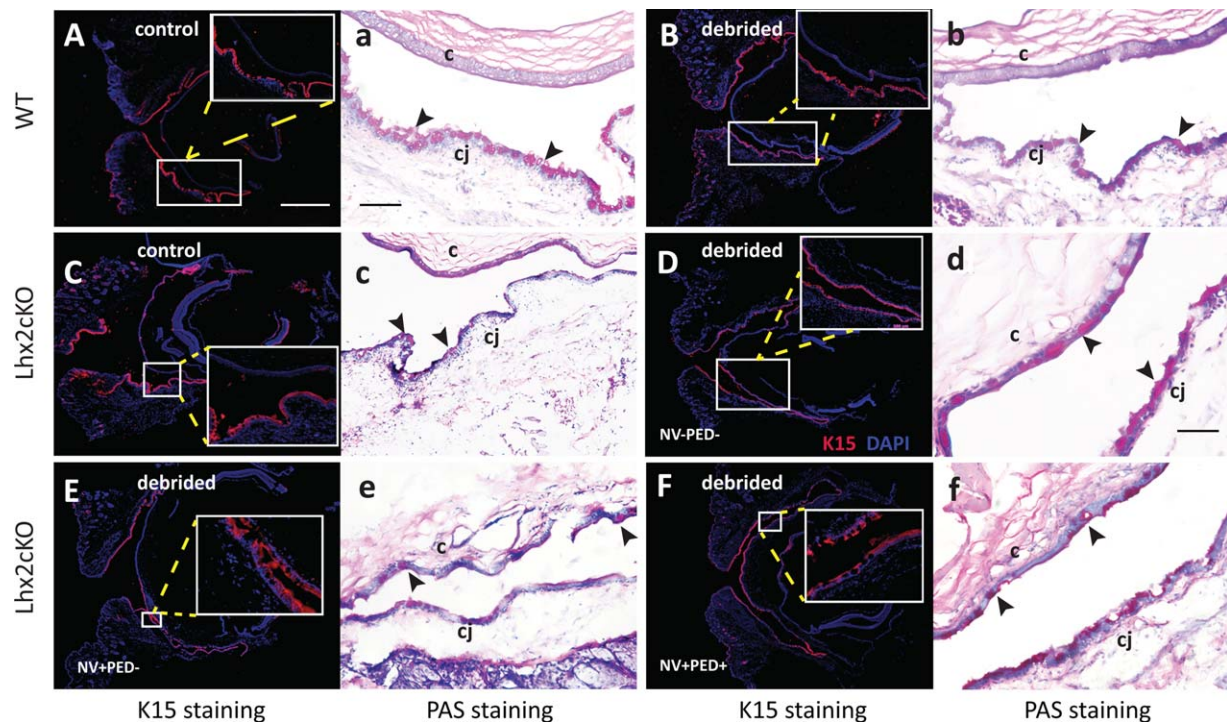 WT
A
control
a
c
cj
B
debrided
b
c
cj
Lhx2cKO
C
control
c
c
cj
D
debrided
NV-PED-
K15 DAPI
d
c
cj
Lhx2cKO
E
debrided
NV+PED-
e
c
cj
F
debrided
NV+PED+
f
c
cj
K15 staining
PAS staining
K15 staining
PAS staining